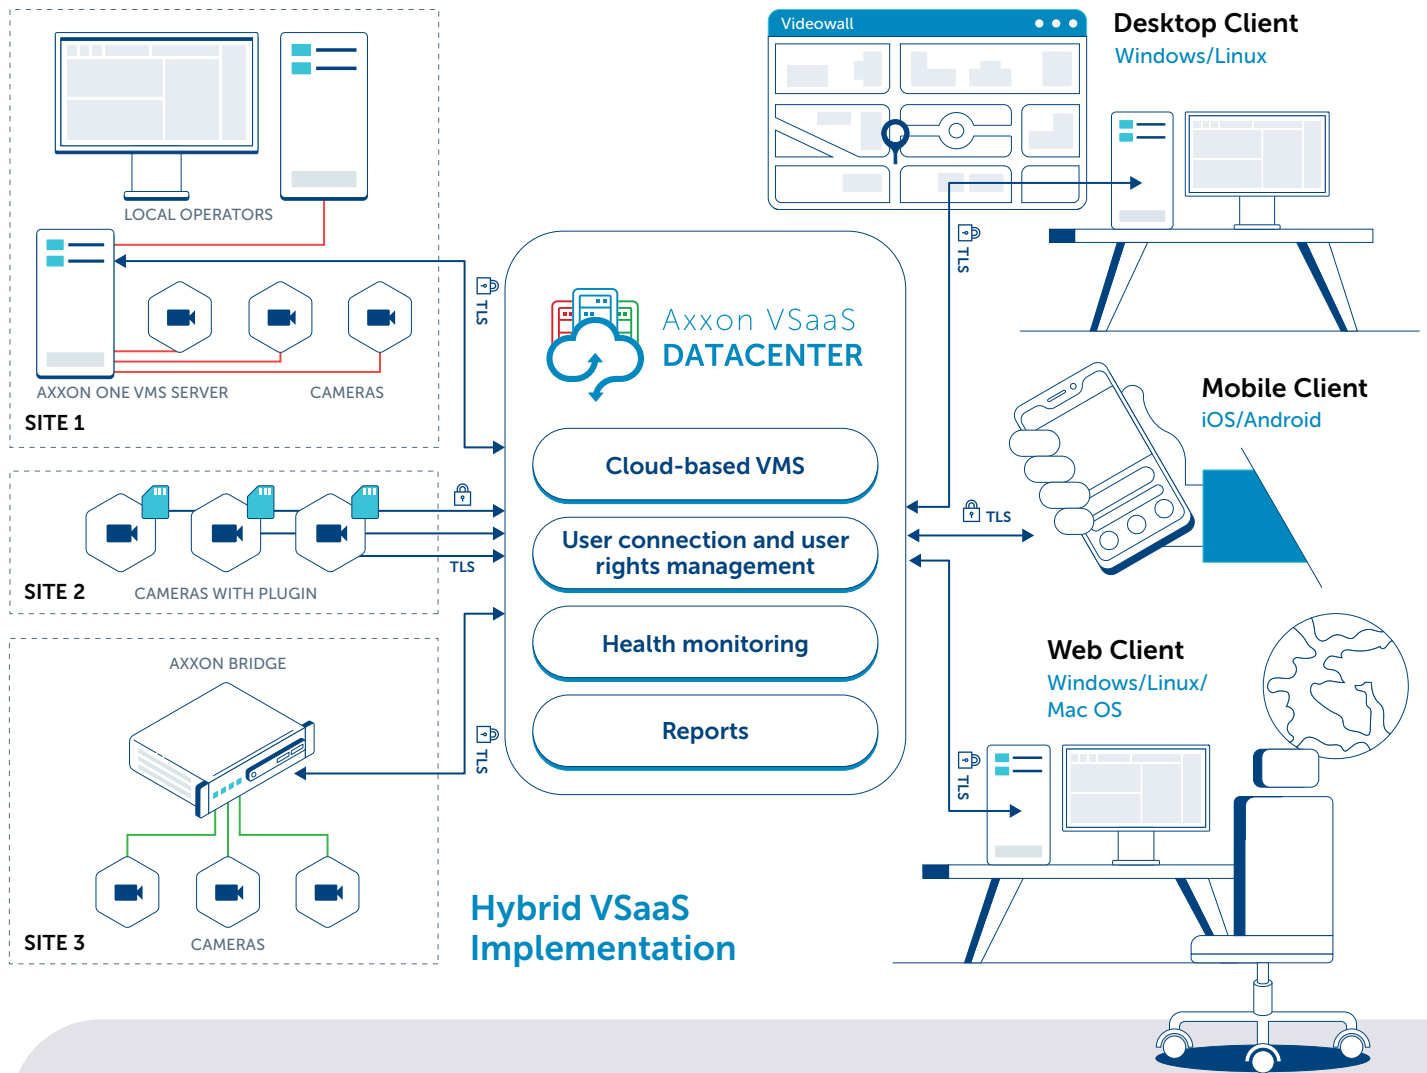 LOCAL OPERATORS
AXXON ONE VMS SERVER
CAMERAS
SITE 1
TLS
CAMERAS WITH PLUGIN
SITE 2
TLS
AXXON BRIDGE
CAMERAS
SITE 3
TLS
Axxon VSaaS
DATACENTER
Cloud-based VMS
User connection and user
rights management
Health monitoring
Reports
Hybrid VSaaS
Implementation
Videowall
Desktop Client
Windows/Linux
TLS
Mobile Client
iOS/Android
TLS
Web Client
Windows/Linux/
Mac OS
TLS